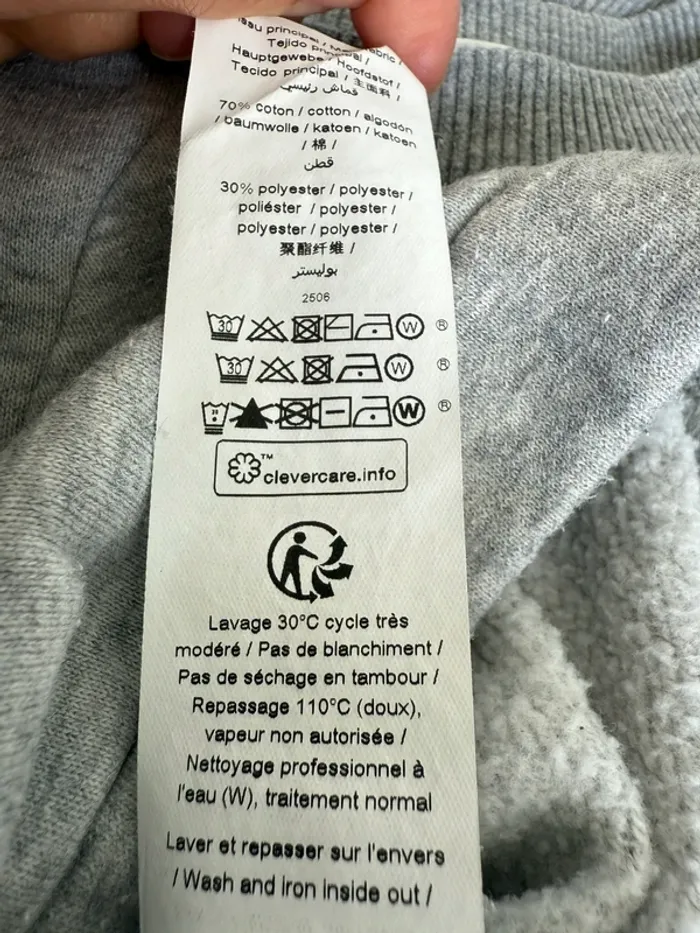 issu principal /
Tejido
Hauptgewebe / Hoofdstof /
Tecido principal / 主面料 /
قماش رئيسي
70% coton / cotton / algodón
/ baumwolle / katoen / katoen
/ 棉 /
قطن
30% polyester / polyester /
poliéster / polyester /
polyester / polyester /
聚酯纤维 /
بوليستر
2506
30 W ®
30 W ®
30 W ®
TM clevercare.info
Lavage 30°C cycle très
modéré / Pas de blanchiment /
Pas de séchage en tambour /
Repassage 110°C (doux),
vapeur non autorisée /
Nettoyage professionnel à
l'eau (W), traitement normal
Laver et repasser sur l'envers
/ Wash and iron inside out /